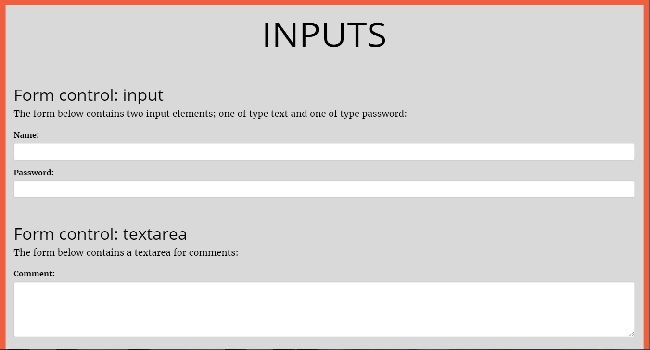 INPUTS
Form control: input
The form below contains two input elements; one of type text and one of type password:
Name:
Password:
Form control: textarea
The form below contains a textarea for comments:
Comment: